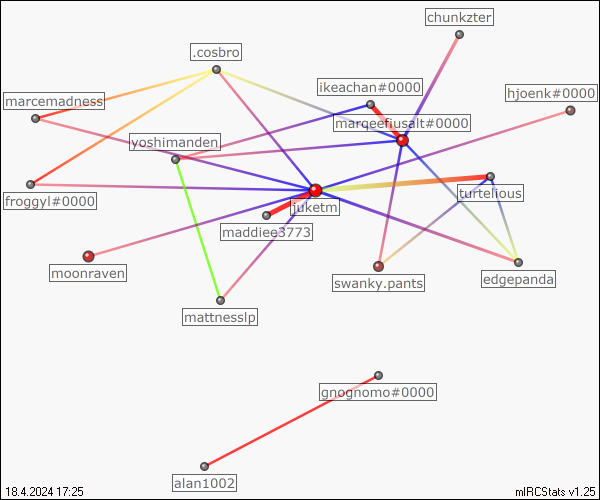 chunkzter
.cosbro
ikeachan#0000
hjoenk#0000
marcemadness
marqeefiusalt#0000
yoshimanden
turtelious
froggyl#0000
juketm
maddiee3773
moonraven
swanky.pants
edgepanda
mattnesslp
gnognomo#0000
alan1002
18.4.2024 17:25
mIRCStats v1.25